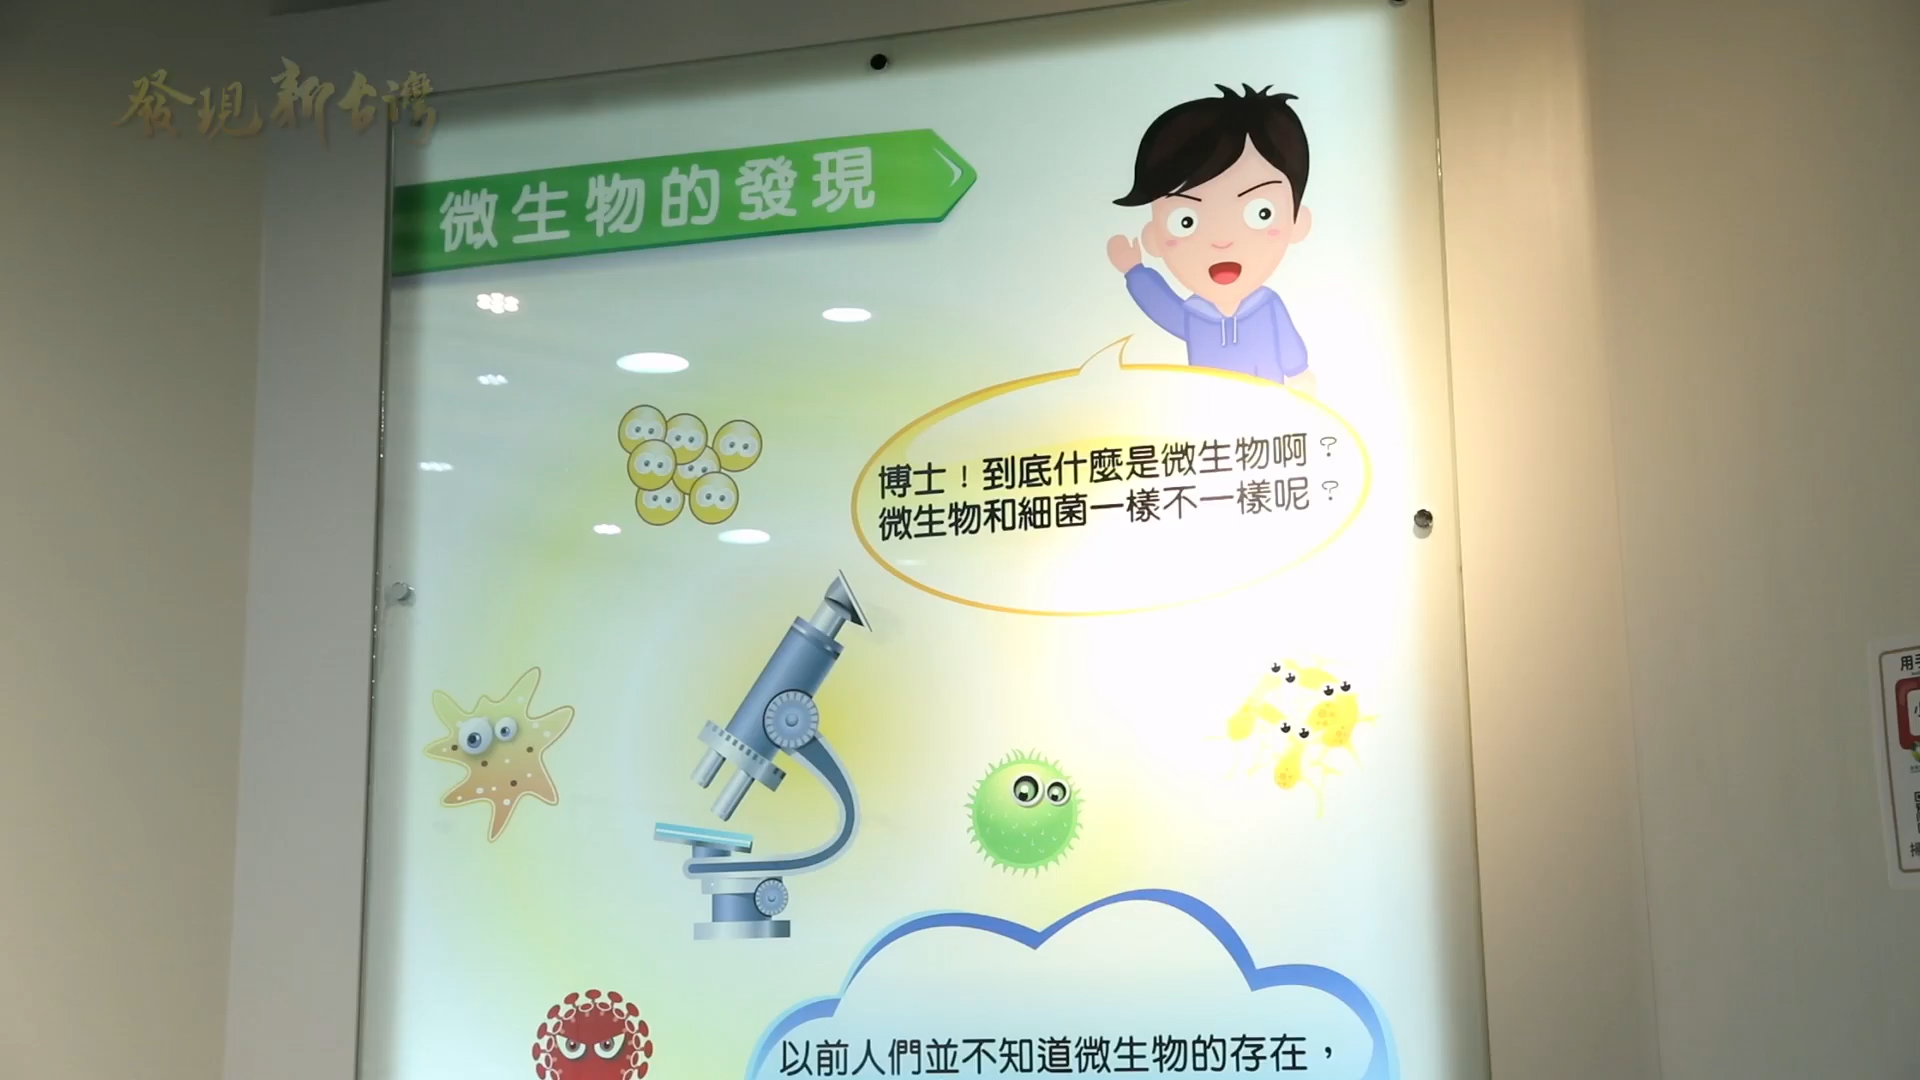 發現新台灣
微生物的發現
博士！到底什麼是微生物啊？
微生物和細菌一樣不一樣呢？
以前人們並不知道微生物的存在，